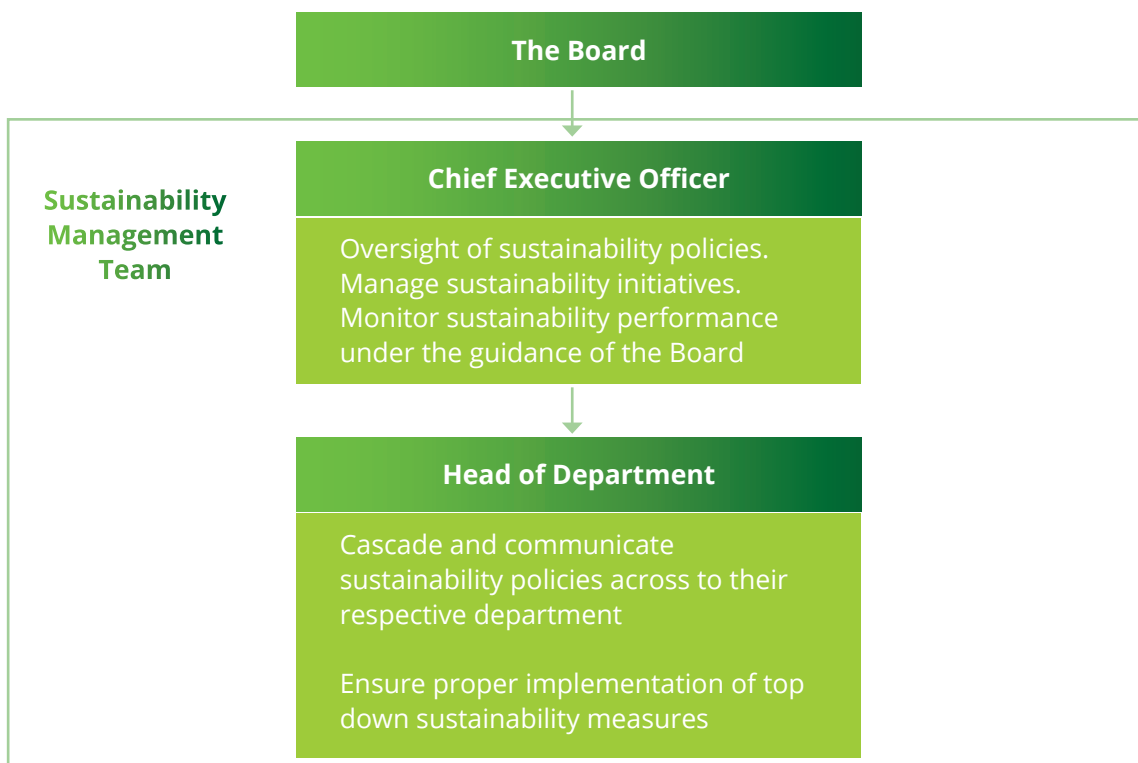 The Board
Chief Executive Officer
Sustainability
Management
Team
Oversight of sustainability policies.
Manage sustainability initiatives.
Monitor sustainability performance
under the guidance of the Board
Head of Department
Cascade and communicate
sustainability policies across to their
respective department
Ensure proper implementation of top
down sustainability measures